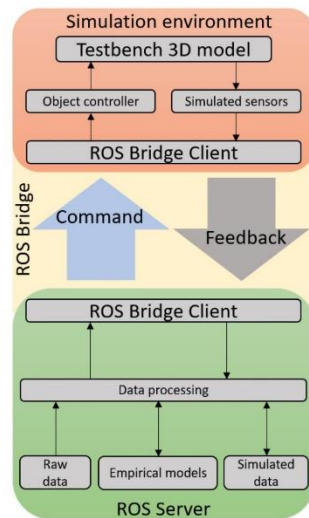 Simulation environment
Testbench 3D model
Object controller
Simulated sensors
ROS Bridge Client
ROS Bridge
Command
Feedback
ROS Bridge Client
Data processing
Raw
data
Empirical models
Simulated
data
ROS Server